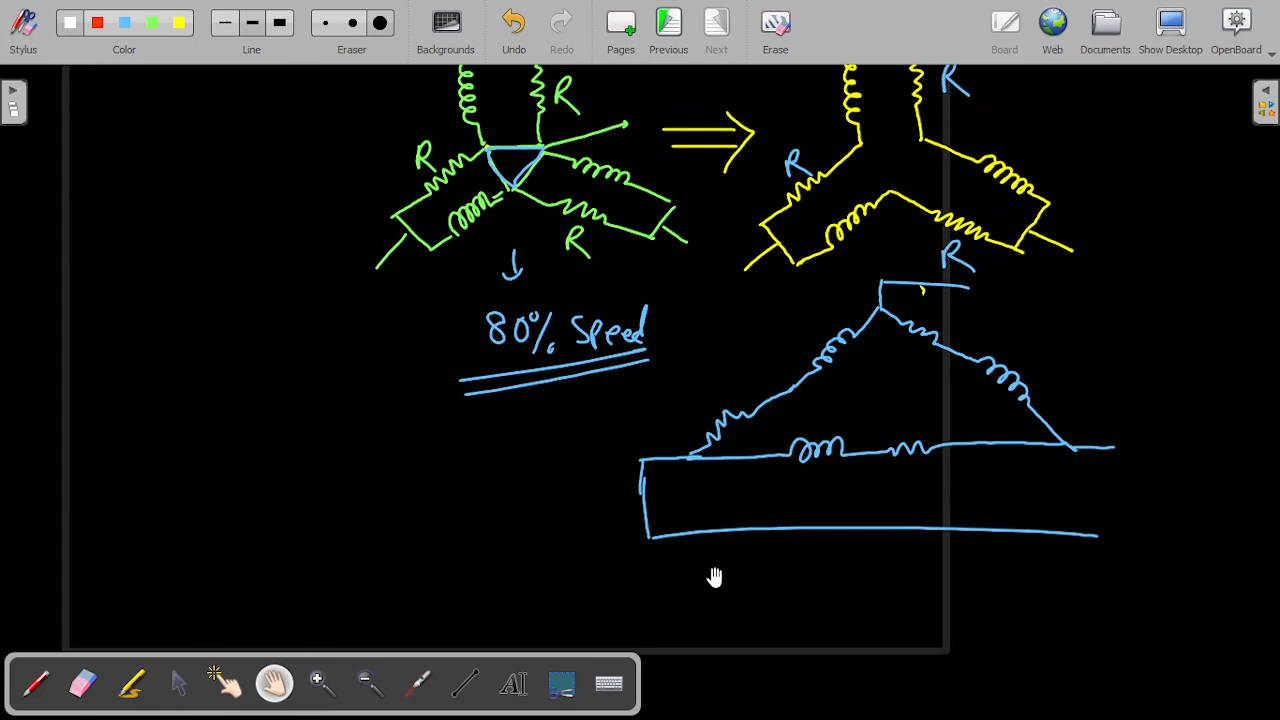 Stylus
Color
Line
Eraser
Backgrounds
Undo
Redo
Pages
Previous
Next
Erase
Board
Web
Documents
Show Desktop
OpenBoard
R
R
R
R
R
R
80% Speed